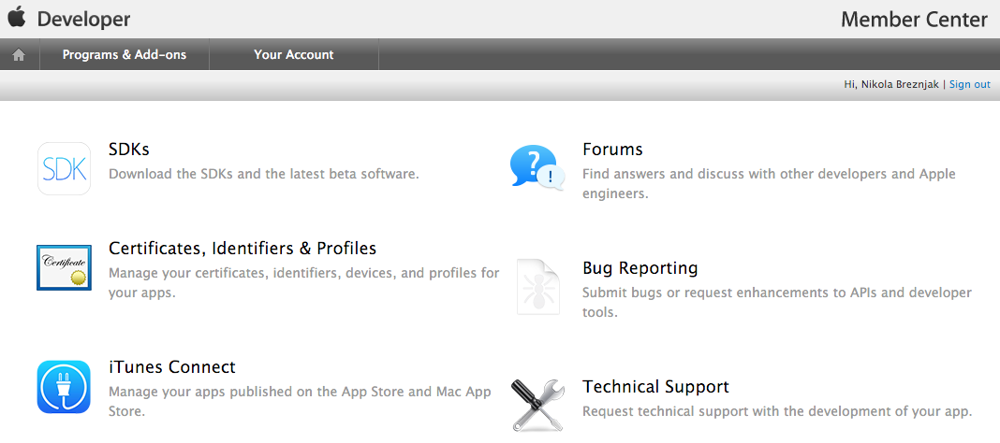 Developer
Member Center
Programs & Add-ons
Your Account
Hi, Nikola Breznjak | Sign out
SDK
SDKs
Download the SDKs and the latest beta software.
?
!
Forums
Find answers and discuss with other developers and Apple
engineers.
Certificate
Certificates, Identifiers & Profiles
Manage your certificates, identifiers, devices, and profiles for
your apps.
Bug Reporting
Submit bugs or request enhancements to APIs and developer
tools.
iTunes Connect
Manage your apps published on the App Store and Mac App
Store.
Technical Support
Request technical support with the development of your app.